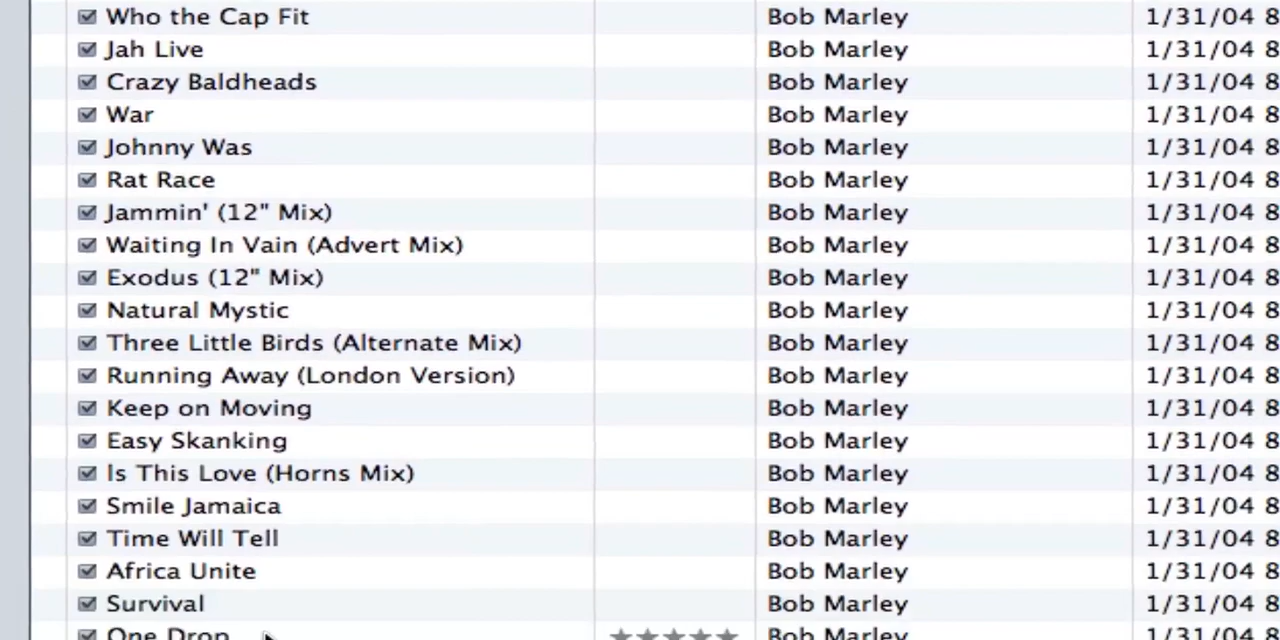 Who the Cap Fit Bob Marley 1/31/04 8
Jah Live Bob Marley 1/31/04 8
Crazy Baldheads Bob Marley 1/31/04 8
War Bob Marley 1/31/04 8
Johnny Was Bob Marley 1/31/04 8
Rat Race Bob Marley 1/31/04 8
Jammin' (12" Mix) Bob Marley 1/31/04 8
Waiting In Vain (Advert Mix) Bob Marley 1/31/04 8
Exodus (12" Mix) Bob Marley 1/31/04 8
Natural Mystic Bob Marley 1/31/04 8
Three Little Birds (Alternate Mix) Bob Marley 1/31/04 8
Running Away (London Version) Bob Marley 1/31/04 8
Keep on Moving Bob Marley 1/31/04 8
Easy Skanking Bob Marley 1/31/04 8
Is This Love (Horns Mix) Bob Marley 1/31/04 8
Smile Jamaica Bob Marley 1/31/04 8
Time Will Tell Bob Marley 1/31/04 8
Africa Unite Bob Marley 1/31/04 8
Survival Bob Marley 1/31/04 8
One Drop ★★★★★ Bob Marley 1/31/04 8